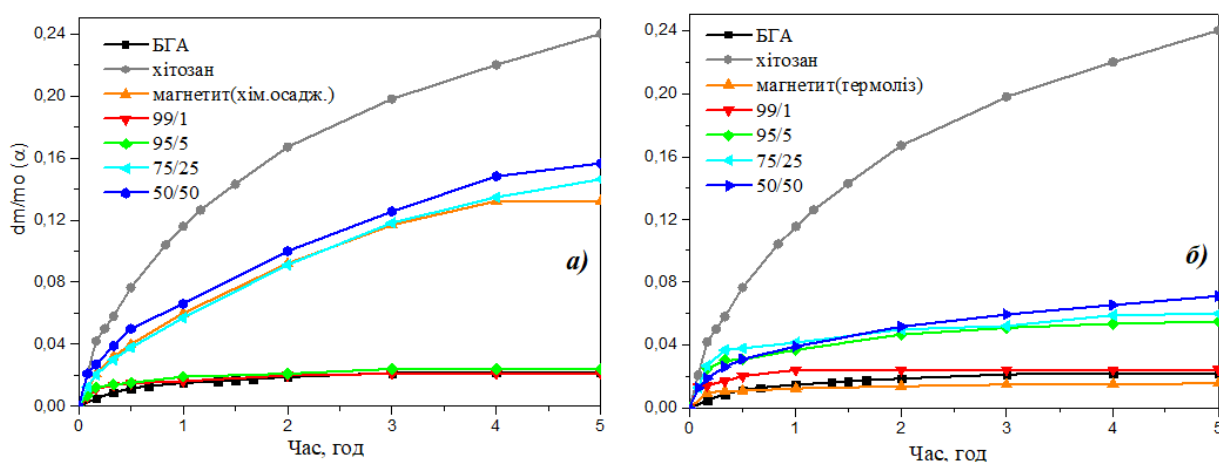 0,24
0,20
0,16
0,12
0,08
0,04
0,00
dm/mo (α)
БГА
хітозан
магнетит(хім.осадж.)
99/1
95/5
75/25
50/50
а)
0 1 2 3 4 5
Час, год
0,24
0,20
0,16
0,12
0,08
0,04
0,00
БГА
хітозан
магнетит(термоліз)
99/1
95/5
75/25
50/50
б)
0 1 2 3 4 5
Час, год